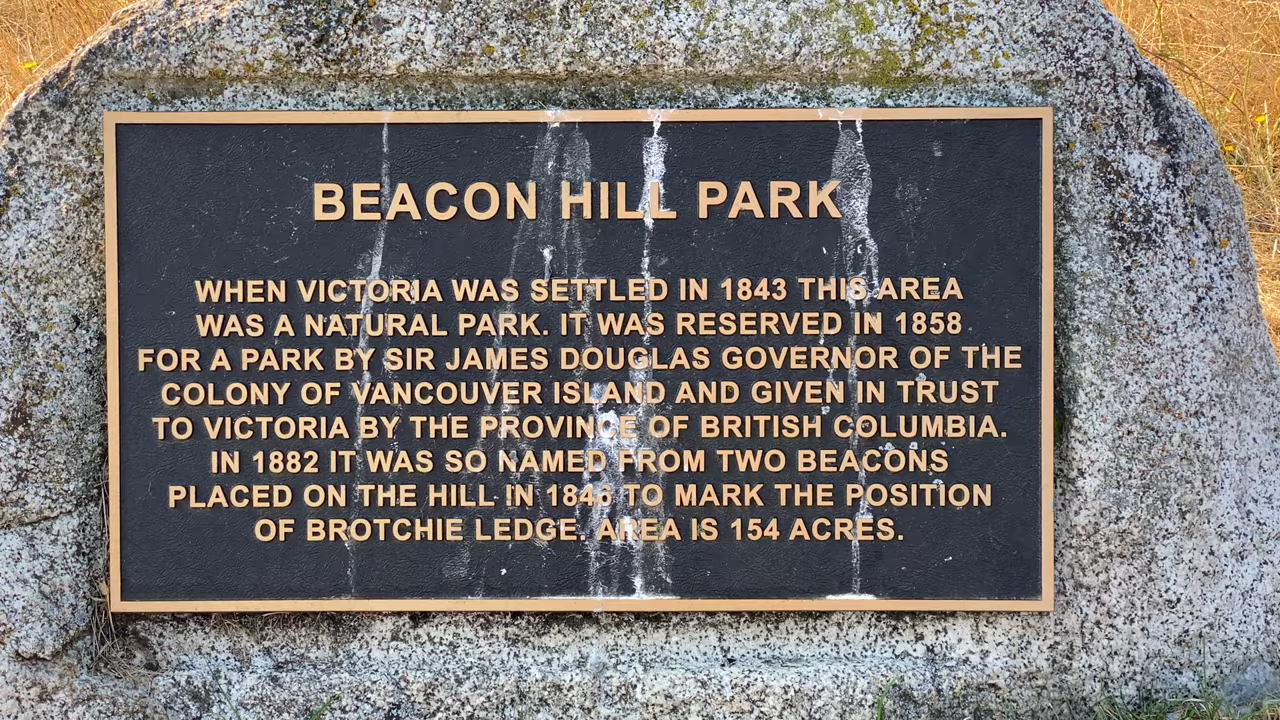 BEACON HILL PARK
WHEN VICTORIA WAS SETTLED IN 1843 THIS AREA
WAS A NATURAL PARK. IT WAS RESERVED IN 1858
FOR A PARK BY SIR JAMES DOUGLAS GOVERNOR OF THE
COLONY OF VANCOUVER ISLAND AND GIVEN IN TRUST
TO VICTORIA BY THE PROVINCE OF BRITISH COLUMBIA.
IN 1882 IT WAS SO NAMED FROM TWO BEACONS
PLACED ON THE HILL IN 1846 TO MARK THE POSITION
OF BROTCHIE LEDGE. AREA IS 154 ACRES.